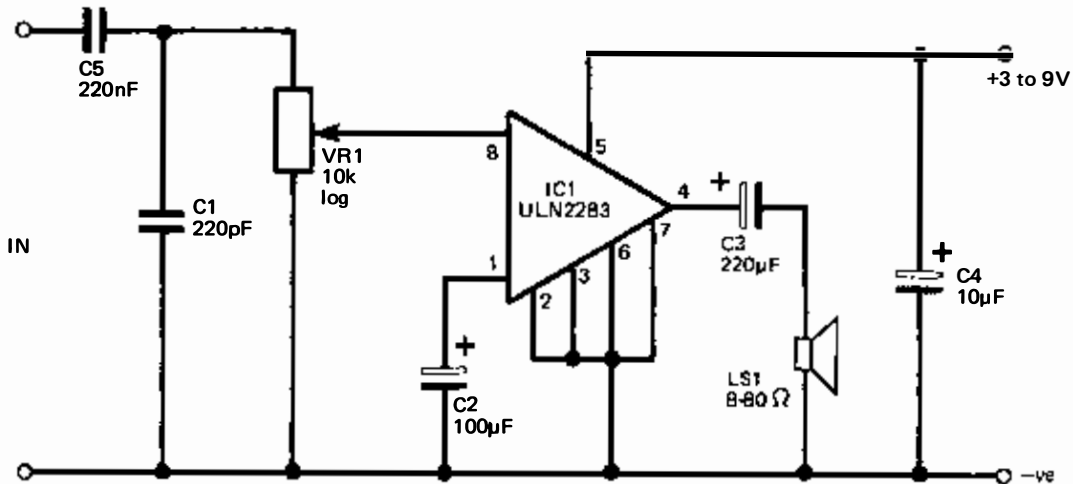 C5
220nF
+3 to 9V
VR1
10k
log
8
5
IC1
ULN2283
4
+
C1
220pF
IN
1
2
3
6
7
C3
220µF
+
C4
10µF
+
C2
100µF
LS1
8-80 Ω
-ve